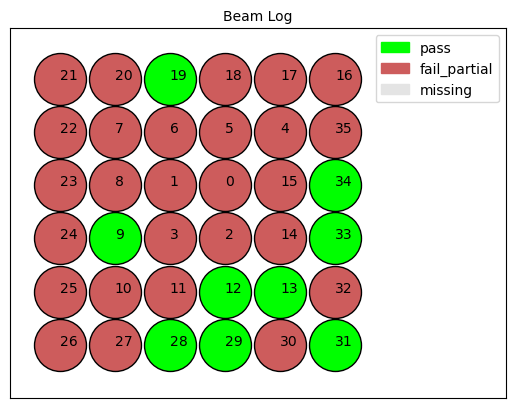 Beam Log
pass
fail_partial
missing
21 20 19 18 17 16
22 7 6 5 4 35
23 8 1 0 15 34
24 9 3 2 14 33
25 10 11 12 13 32
26 27 28 29 30 31